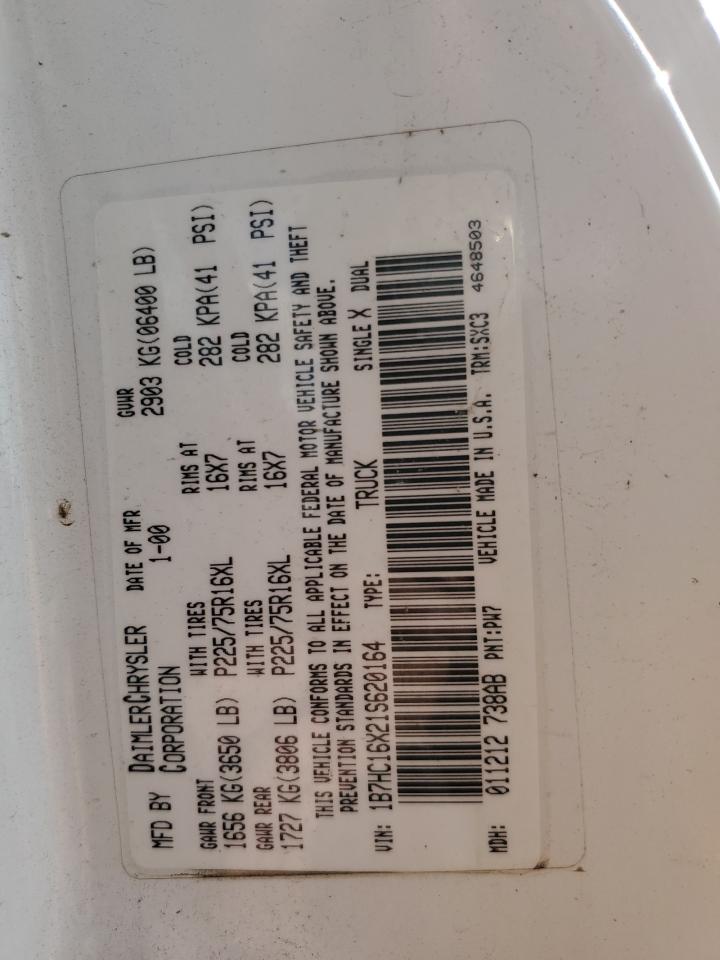 MFD BY DAIMLERCHRYSLER CORPORATION DATE OF MFR 1-00 GVWR 2903 KG(06400 LB)
GAWR FRONT WITH TIRES RIMS AT COLD
1656 KG(3650 LB) P225/75R16XL 16X7 282 KPA(41 PSI)
GAWR REAR WITH TIRES RIMS AT COLD
1727 KG(3806 LB) P225/75R16XL 16X7 282 KPA(41 PSI)
THIS VEHICLE CONFORMS TO ALL APPLICABLE FEDERAL MOTOR VEHICLE SAFETY AND THEFT
PREVENTION STANDARDS IN EFFECT ON THE DATE OF MANUFACTURE SHOWN ABOVE.
VIN: 1B7HC16X21S620164 TYPE: TRUCK SINGLE X DUAL
MDH: 011212 738AB PNT:PW7 VEHICLE MADE IN U.S.A. TRM:SXC3 4648503